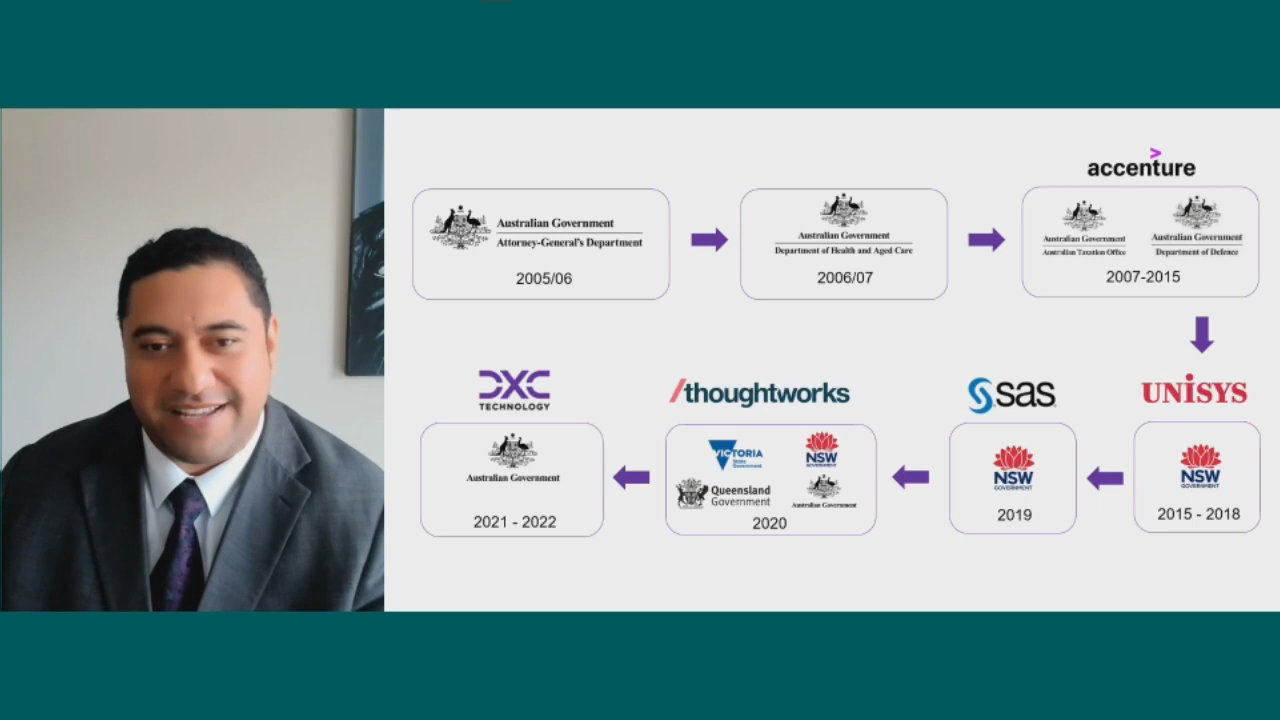 accenture
Australian Government
Attorney-General's Department
2005/06
Australian Government
Department of Health and Aged Care
2006/07
Australian Government
Australian Taxation Office
Australian Government
Department of Defence
2007-2015
DXC
TECHNOLOGY
Australian Government
2021 - 2022
/thoughtworks
VICTORIA
State
Government
NSW
GOVERNMENT
Queensland
Government
Australian Government
2020
sas
NSW
GOVERNMENT
2019
UNiSYS
NSW
GOVERNMENT
2015 - 2018